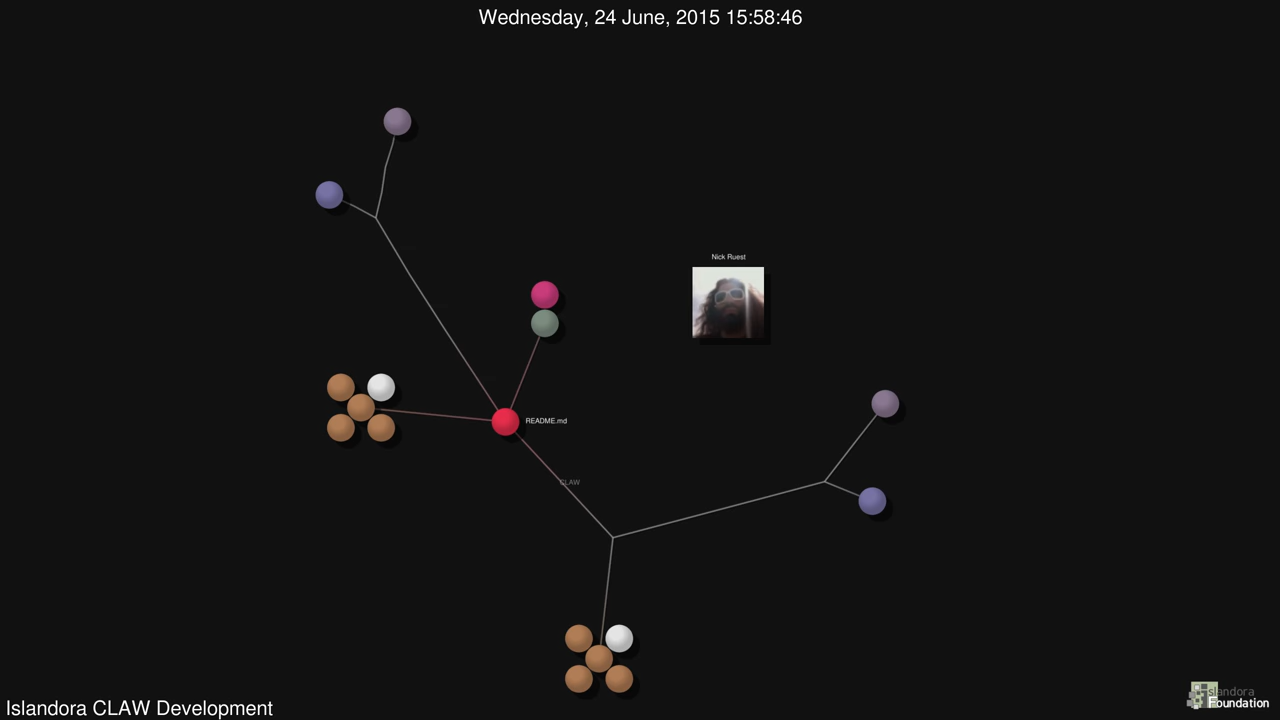 Wednesday, 24 June, 2015 15:58:46
Nick Ruest
README.md
CLAW
Islandora CLAW Development
islandora
Foundation